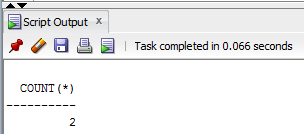 Script Output x
Task completed in 0.066 seconds
COUNT(*)
----------
2